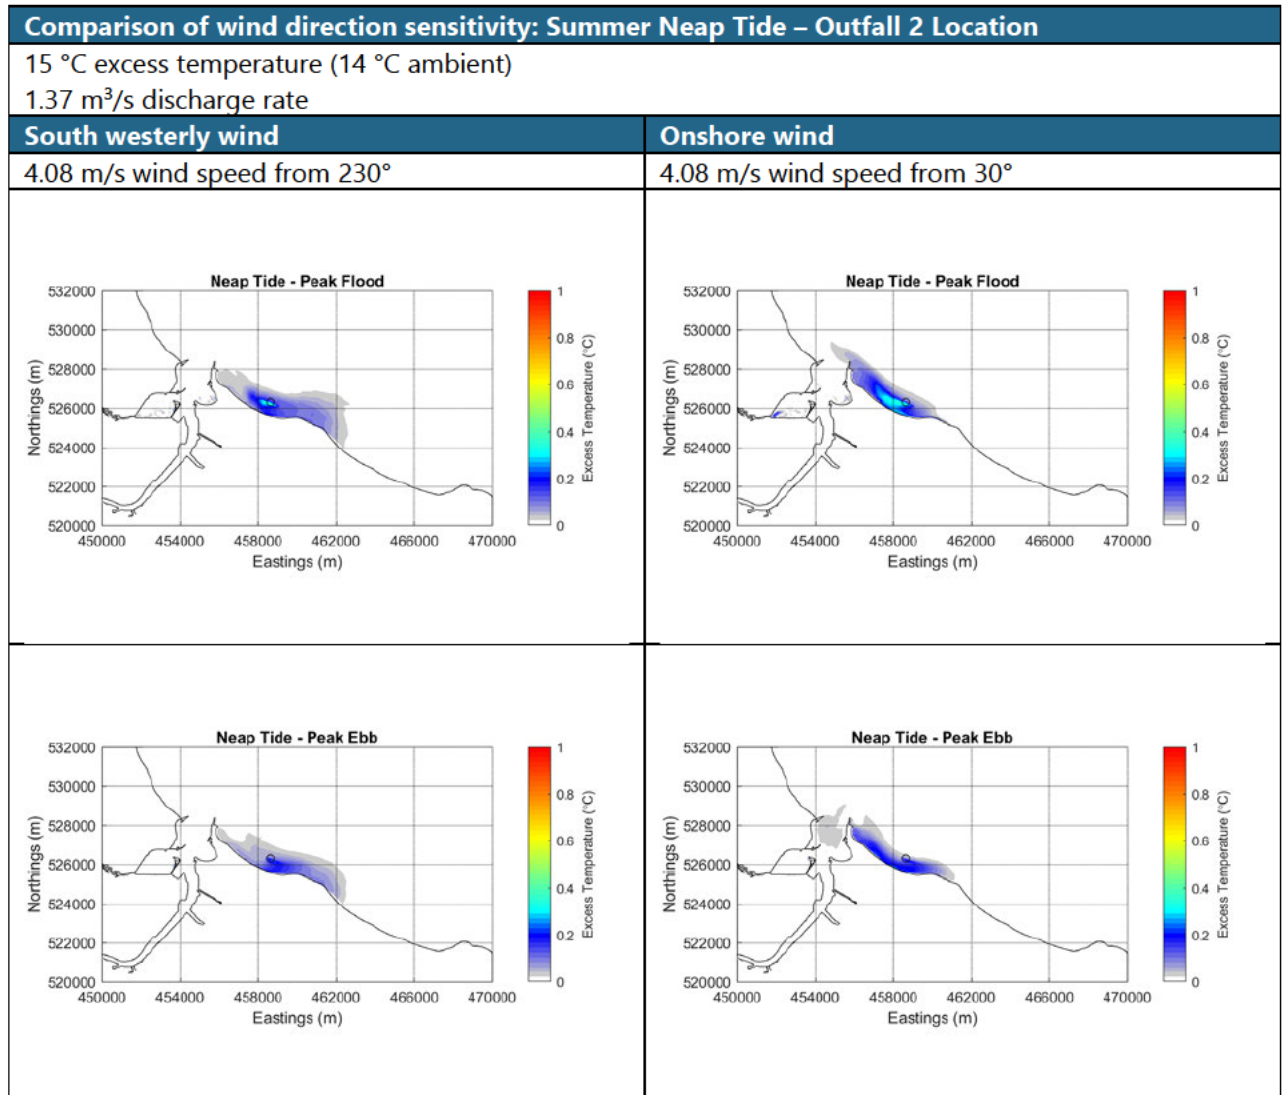 Comparison of wind direction sensitivity: Summer Neap Tide – Outfall 2 Location
15 °C excess temperature (14 °C ambient)
1.37 m³/s discharge rate
South westerly wind
Onshore wind
4.08 m/s wind speed from 230°
4.08 m/s wind speed from 30°
Neap Tide - Peak Flood
532000
530000
528000
526000
524000
522000
520000
Northings (m)
450000 454000 458000 462000 466000 470000
Eastings (m)
1
0.8
0.6
0.4
0.2
0
Excess Temperature (°C)
Neap Tide - Peak Flood
532000
530000
528000
526000
524000
522000
520000
Northings (m)
450000 454000 458000 462000 466000 470000
Eastings (m)
1
0.8
0.6
0.4
0.2
0
Excess Temperature (°C)
Neap Tide - Peak Ebb
532000
530000
528000
526000
524000
522000
520000
Northings (m)
450000 454000 458000 462000 466000 470000
Eastings (m)
1
0.8
0.6
0.4
0.2
0
Excess Temperature (°C)
Neap Tide - Peak Ebb
532000
530000
528000
526000
524000
522000
520000
Northings (m)
450000 454000 458000 462000 466000 470000
Eastings (m)
1
0.8
0.6
0.4
0.2
0
Excess Temperature (°C)